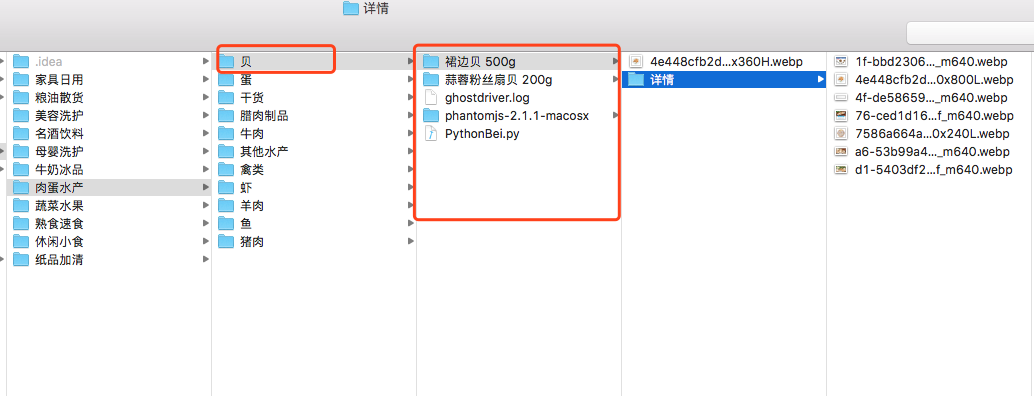 详情
.idea
家具日用
粮油散货
美容洗护
名酒饮料
母婴洗护
牛奶冰品
肉蛋水产
蔬菜水果
熟食速食
休闲小食
纸品加清
贝
蛋
干货
腊肉制品
牛肉
其他水产
禽类
虾
羊肉
鱼
猪肉
裙边贝 500g
蒜蓉粉丝扇贝 200g
ghostdriver.log
phantomjs-2.1.1-macosx
PythonBei.py
4e448cfb2d...x360H.webp
详情
1f-bbd2306..._m640.webp
4e448cfb2d...0x800L.webp
4f-de58659..._m640.webp
76-ced1d16...f_m640.webp
7586a664a...0x240L.webp
a6-53b99a4..._m640.webp
d1-5403df2...f_m640.webp